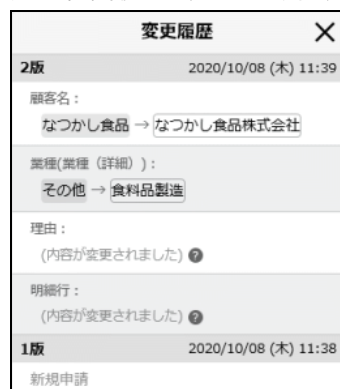 変更履歴
2版 2020/10/08 (木) 11:39
顧客名：
なつかし食品 → なつかし食品株式会社
業種(業種（詳細）)：
その他 → 食料品製造
理由：
(内容が変更されました) ?
明細行：
(内容が変更されました) ?
1版 2020/10/08 (木) 11:38
新規申請